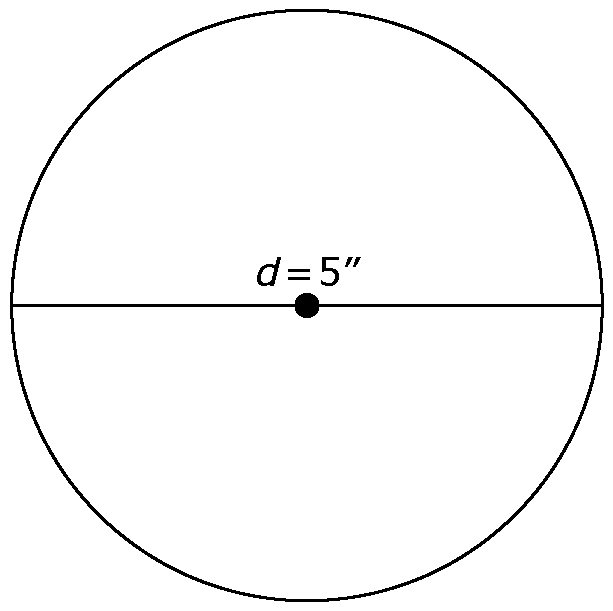 d = 5″